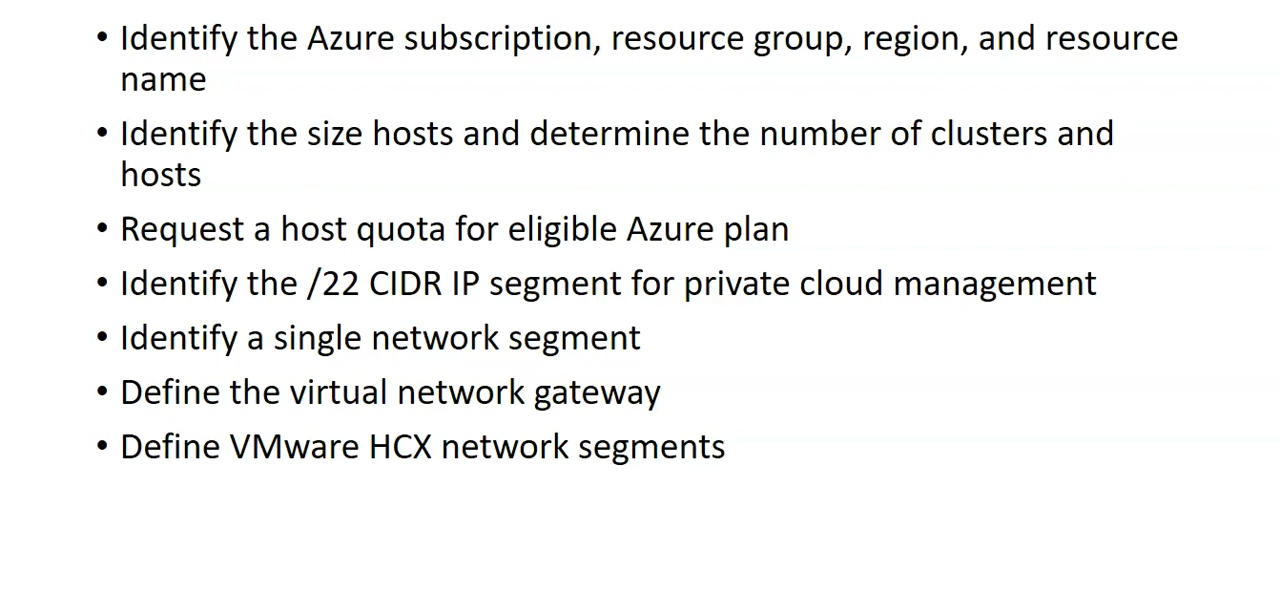 • Identify the Azure subscription, resource group, region, and resource
name
• Identify the size hosts and determine the number of clusters and
hosts
• Request a host quota for eligible Azure plan
• Identify the /22 CIDR IP segment for private cloud management
• Identify a single network segment
• Define the virtual network gateway
• Define VMware HCX network segments